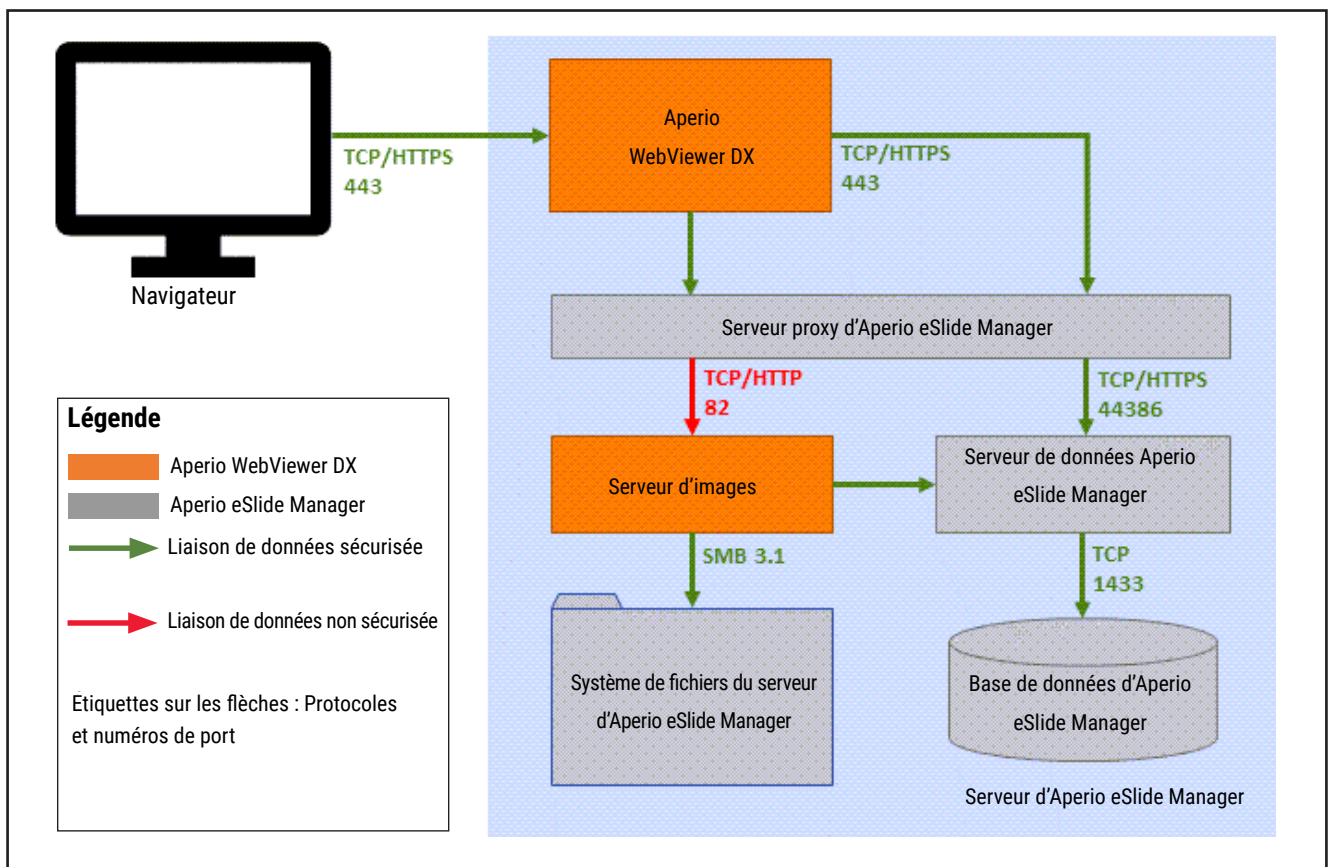 Aperio
WebViewer DX
TCP/HTTPS
443
TCP/HTTPS
443
Navigateur
Serveur proxy d’Aperio eSlide Manager
TCP/HTTP
82
TCP/HTTPS
44386
Légende
Aperio WebViewer DX
Aperio eSlide Manager
Liaison de données sécurisée
Liaison de données non sécurisée
Étiquettes sur les flèches : Protocoles
et numéros de port
Serveur d’images
Serveur de données Aperio
eSlide Manager
SMB 3.1
TCP
1433
Système de fichiers du serveur
d’Aperio eSlide Manager
Base de données d’Aperio
eSlide Manager
Serveur d’Aperio eSlide Manager